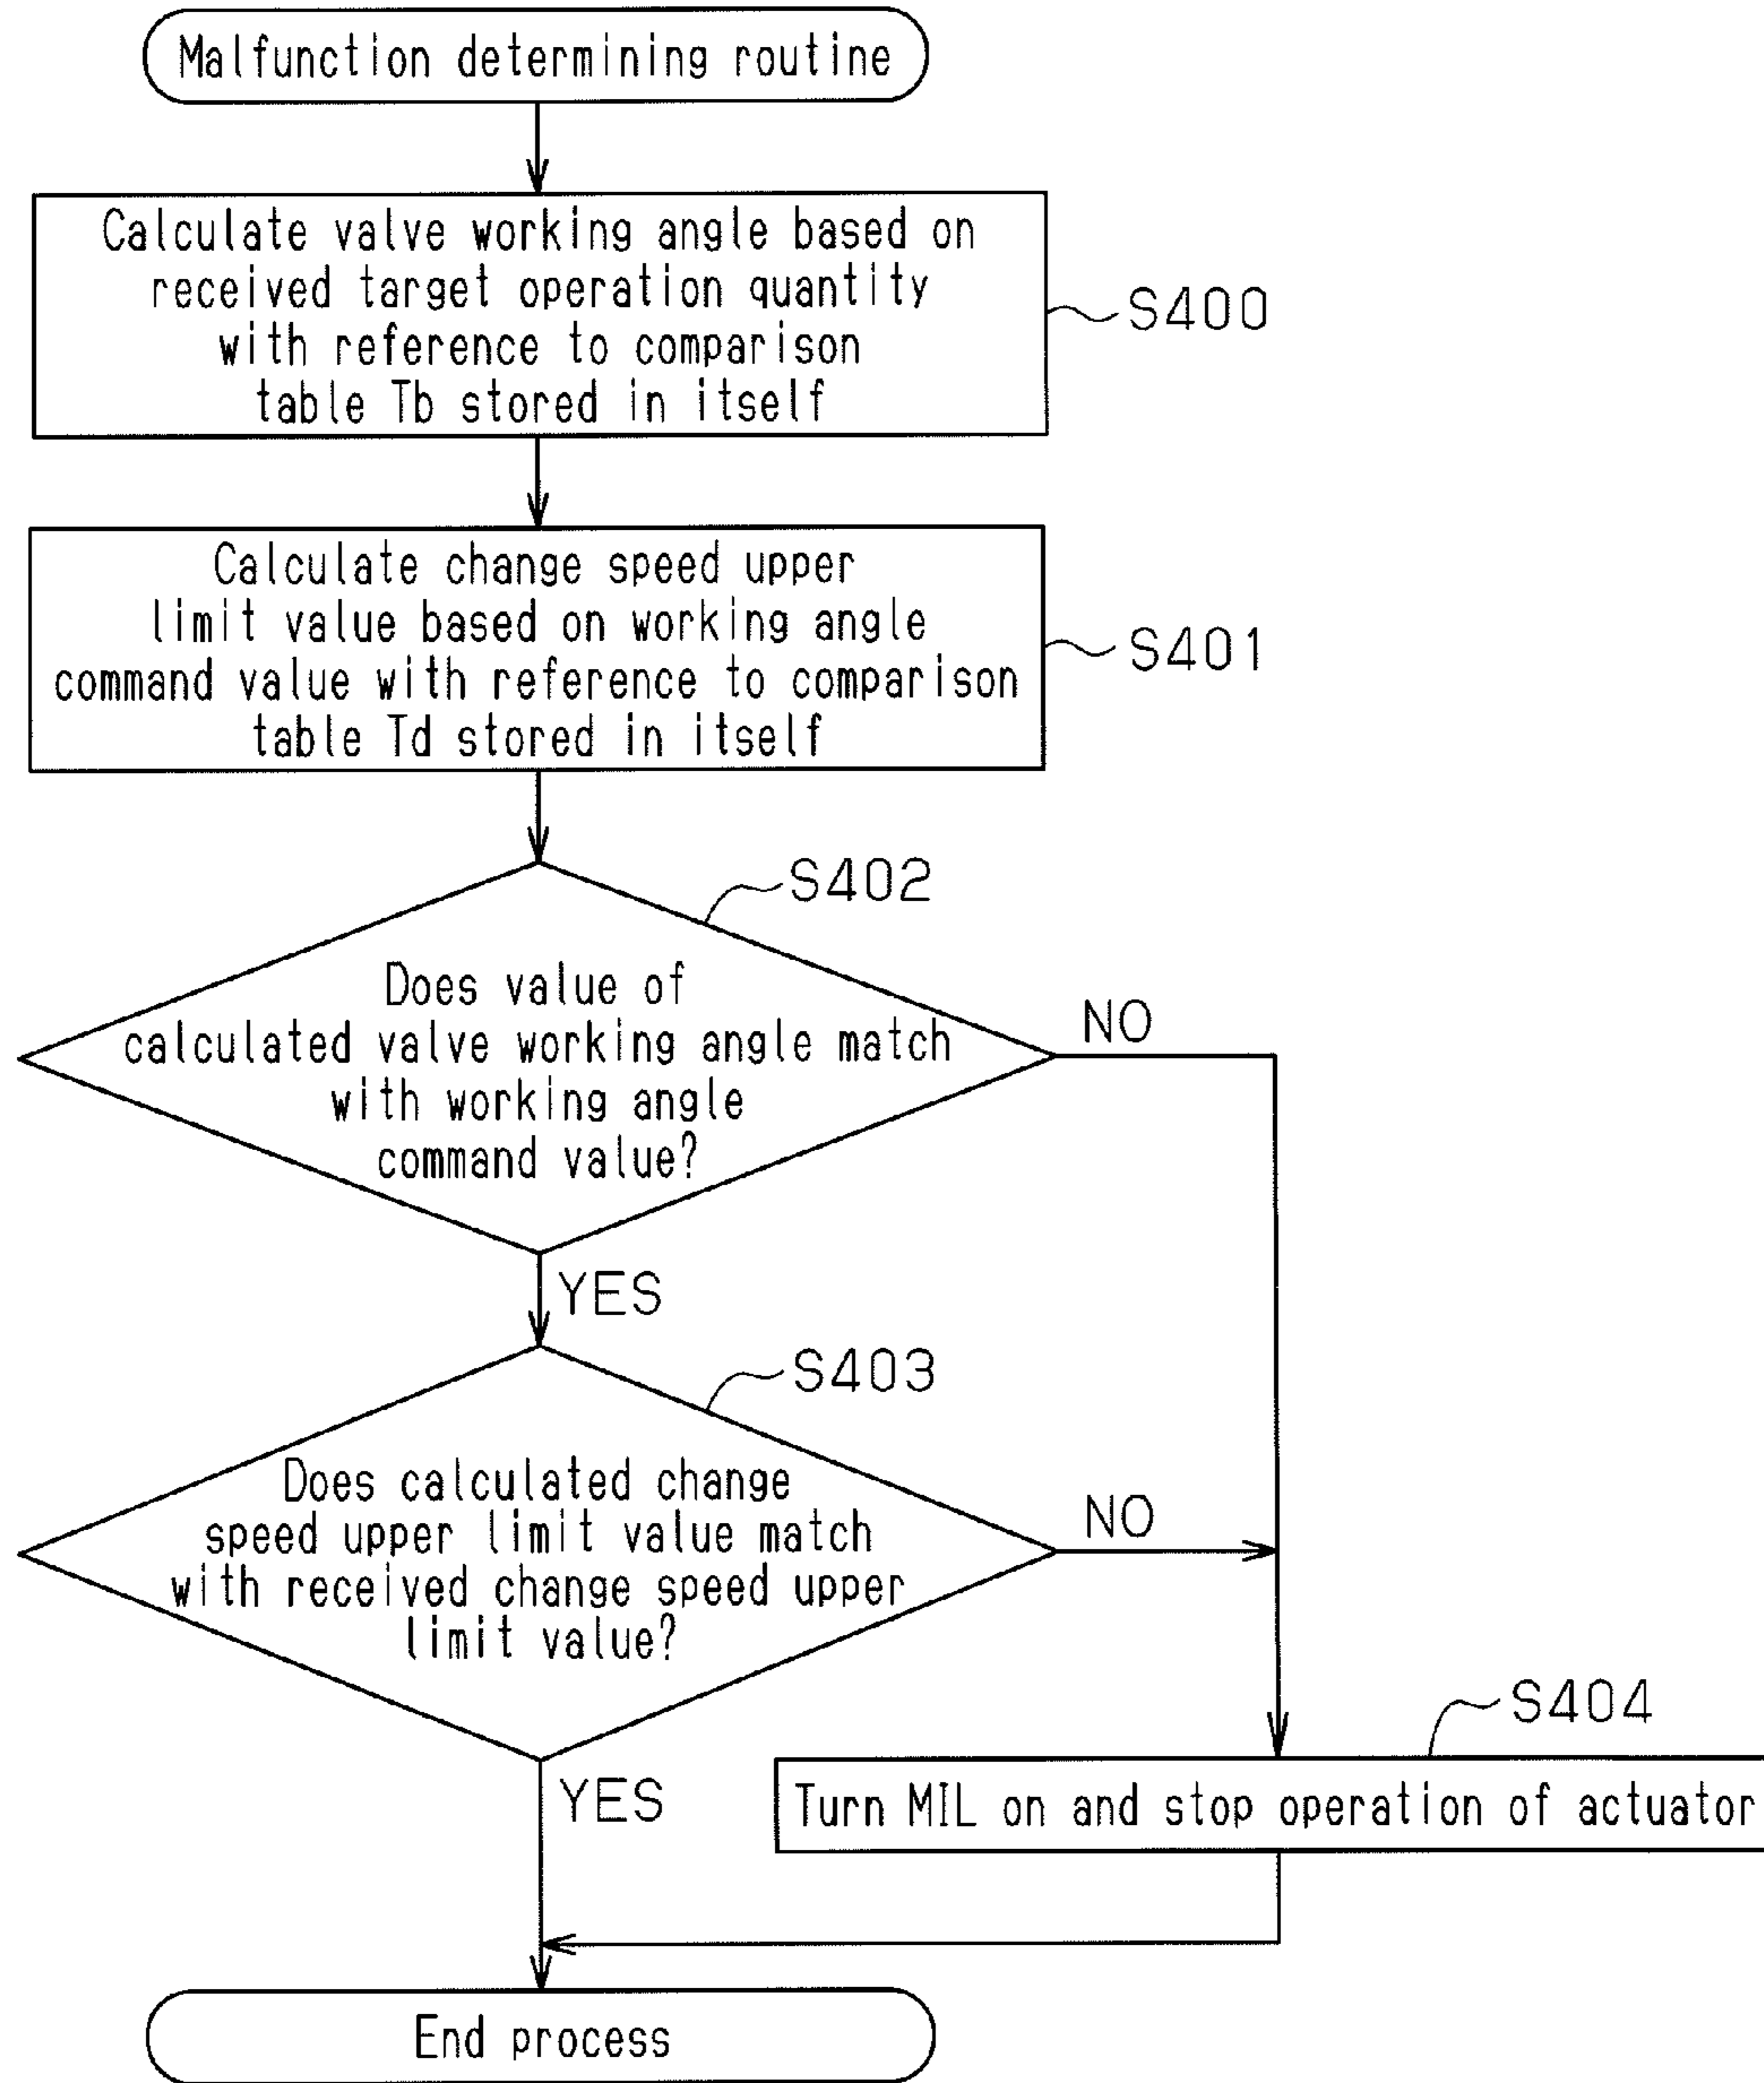 Malfunction determining routine
Calculate valve working angle based on
received target operation quantity
with reference to comparison
table Tb stored in itself
S400
Calculate change speed upper
limit value based on working angle
command value with reference to comparison
table Td stored in itself
S401
S402
Does value of
calculated valve working angle match
with working angle
command value?
NO
YES
S403
Does calculated change
speed upper limit value match
with received change speed upper
limit value?
NO
YES
S404
Turn MIL on and stop operation of actuator
End process